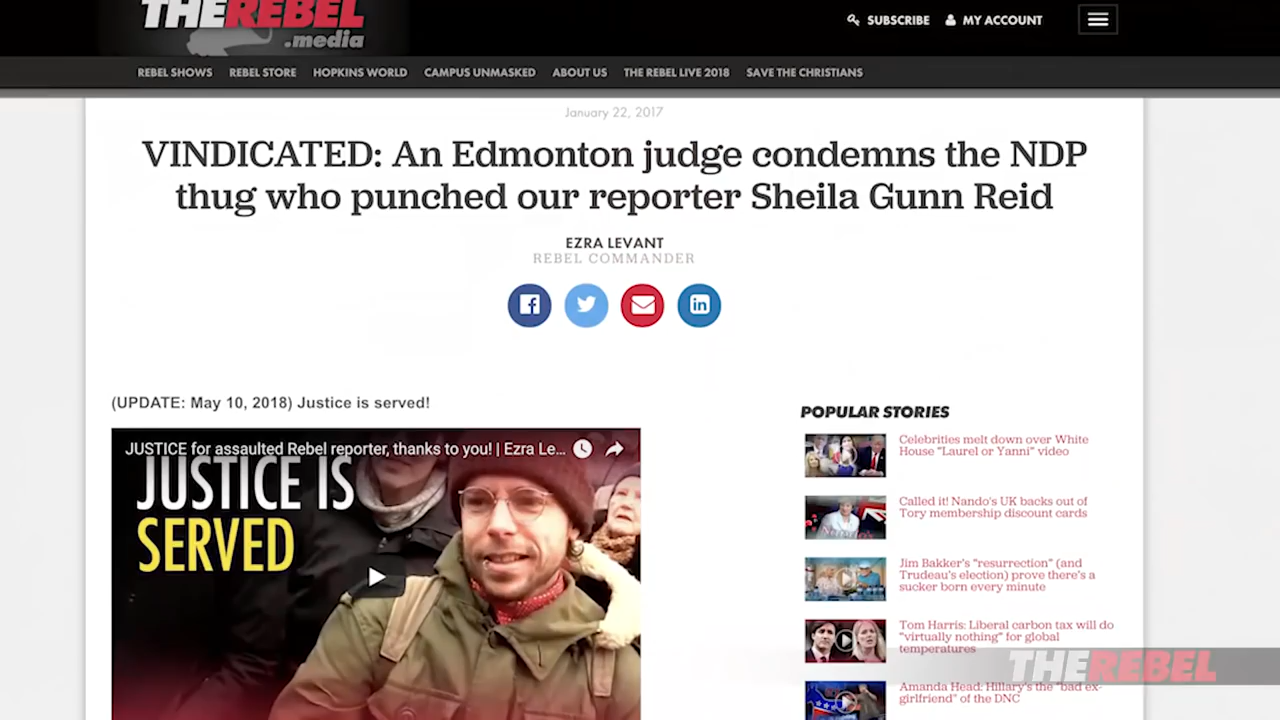 THEREBEL
.media
SUBSCRIBE MY ACCOUNT
REBEL SHOWS REBEL STORE HOPKINS WORLD CAMPUS UNMASKED ABOUT US THE REBEL LIVE 2018 SAVE THE CHRISTIANS
January 22, 2017
VINDICATED: An Edmonton judge condemns the NDP
thug who punched our reporter Sheila Gunn Reid
EZRA LEVANT
REBEL COMMANDER
(UPDATE: May 10, 2018) Justice is served!
JUSTICE for assaulted Rebel reporter, thanks to you! | Ezra Le...
JUSTICE IS
SERVED
POPULAR STORIES
Celebrities melt down over White
House "Laurel or Yanni" video
Called it! Nando's UK backs out of
Tory membership discount cards
Jim Bakker's "resurrection" (and
Trudeau's election) prove there's a
sucker born every minute
Tom Harris: Liberal carbon tax will do
"virtually nothing" for global
temperatures
Amanda Head: Hillary's the "bad ex-
girlfriend" of the DNC
THEREBEL